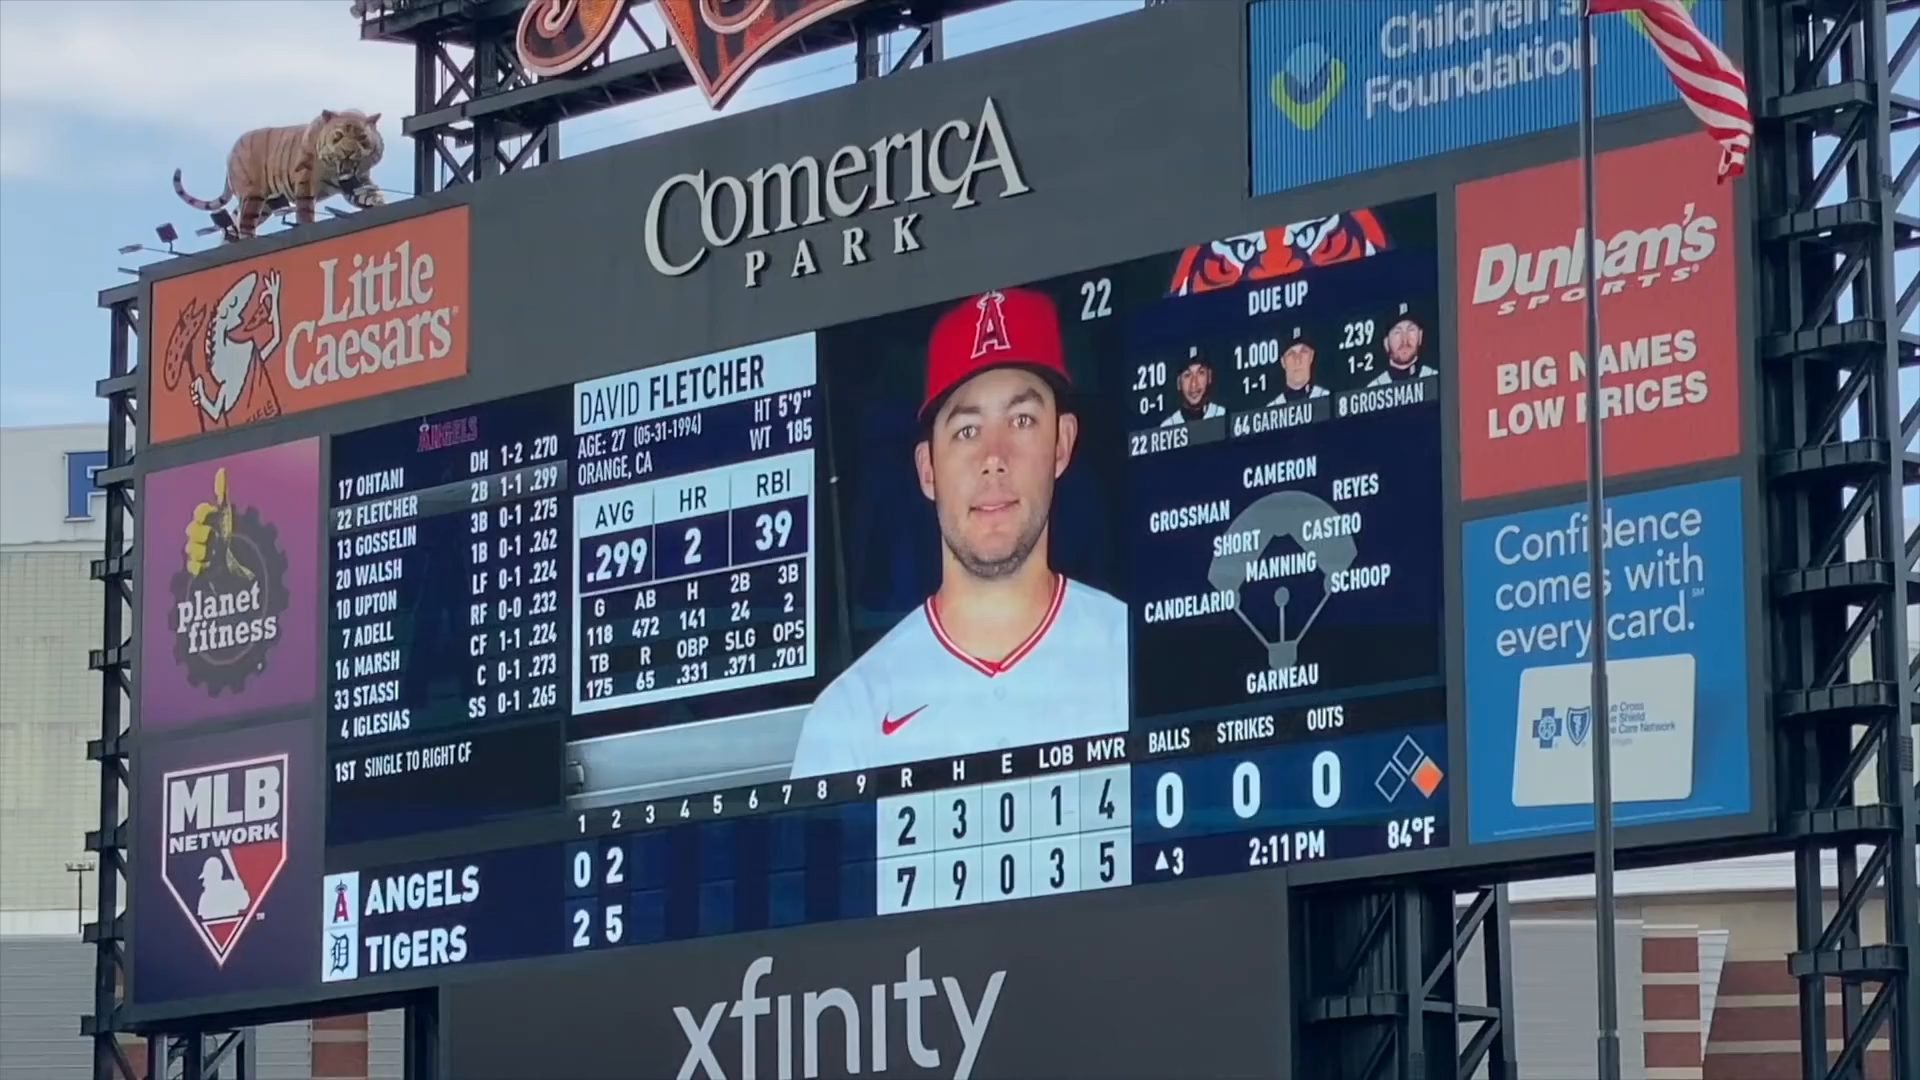 Children's
Foundation
Comerica
PARK
Little
Caesars
Dunham's
SPORTS
BIG NAMES
LOW PRICES
planet
fitness
MLB
NETWORK
Confidence
comes with
every card.
ANGELS
17 OHTANI DH 1-2 .270
22 FLETCHER 2B 1-1 .299
13 GOSSELIN 3B 0-1 .275
20 WALSH 1B 0-1 .262
10 UPTON LF 0-1 .224
7 ADELL RF 0-0 .232
16 MARSH CF 1-1 .224
33 STASSI C 0-1 .273
4 IGLESIAS SS 0-1 .265
1ST SINGLE TO RIGHT CF
DAVID FLETCHER
AGE: 27 (05-31-1994) HT 5'9"
ORANGE, CA WT 185
AVG HR RBI
.299 2 39
G AB H 2B 3B
118 472 141 24 2
TB R OBP SLG OPS
175 65 .331 .371 .701
22
A
DUE UP
.210 1.000 .239
0-1 1-1 1-2
22 REYES 64 GARNEAU 8 GROSSMAN
CAMERON
GROSSMAN REYES
SHORT CASTRO
MANNING
CANDELARIO SCHOOP
GARNEAU
BALLS STRIKES OUTS
0 0 0
▲3 2:11 PM 84°F
1 2 3 4 5 6 7 8 9 R H E LOB MVR
A ANGELS 0 2 2 3 0 1 4
D TIGERS 2 5 7 9 0 3 5
xfinity